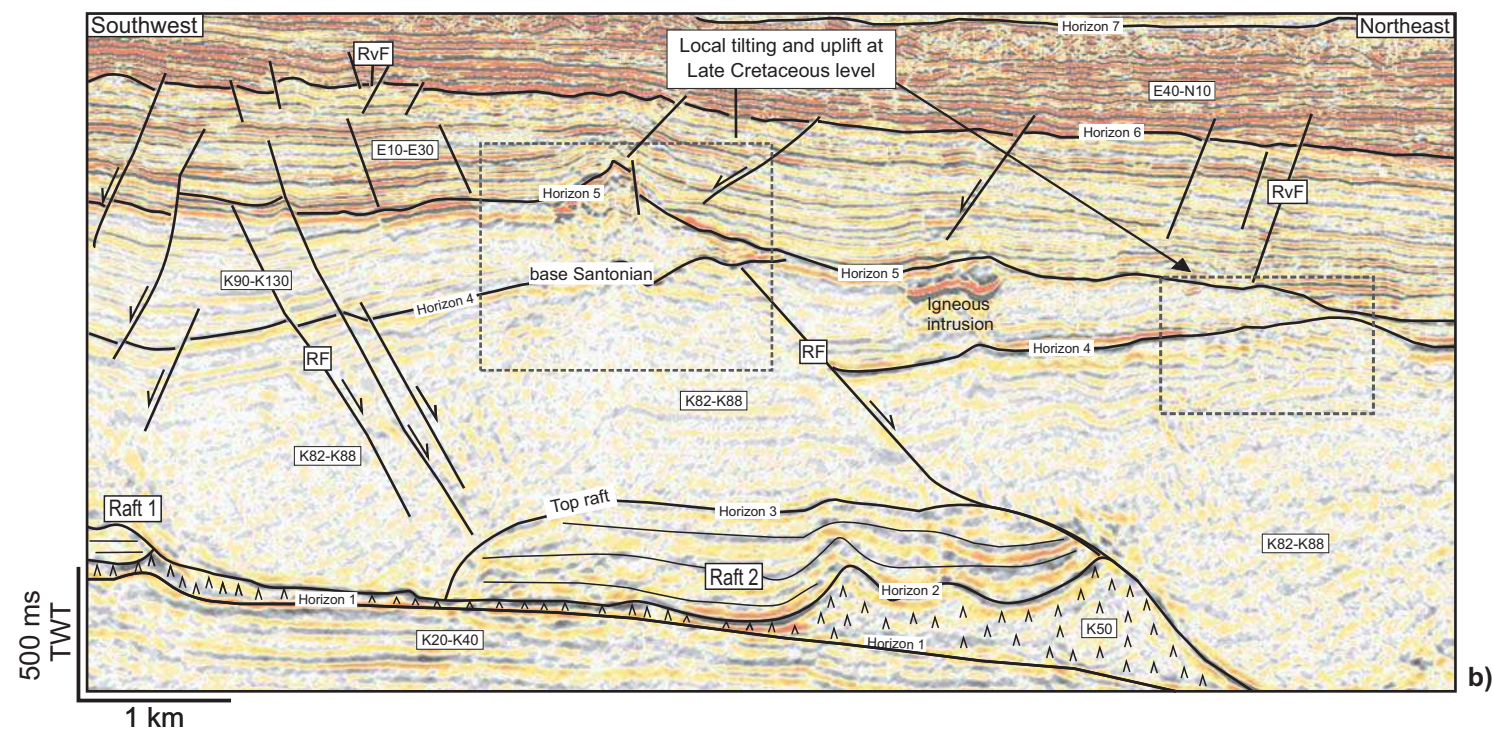 Southwest
Horizon 7
Northeast
Local tilting and uplift at
Late Cretaceous level
RvF
E40-N10
Horizon 6
E10-E30
Horizon 5
RvF
base Santonian
K90-K130
Horizon 5
Horizon 4
Igneous
intrusion
RF
RF
Horizon 4
K82-K88
K82-K88
Top raft
Raft 1
Horizon 3
K82-K88
Raft 2
Horizon 2
Horizon 1
K50
K20-K40
Horizon 1
500 ms
TWT
b)
1 km